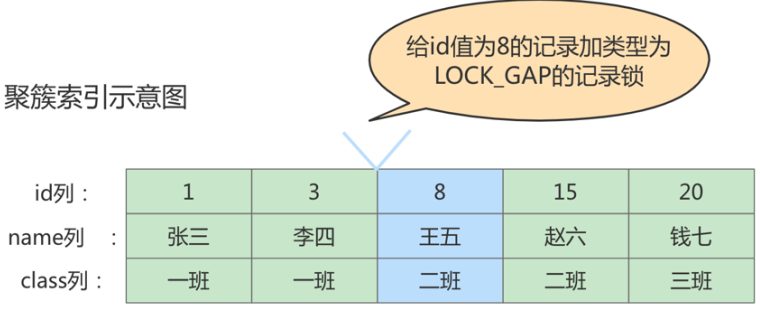 给id值为8的记录加类型为
LOCK_GAP的记录锁
聚簇索引示意图
id列： 1 3 8 15 20
name列 ： 张三 李四 王五 赵六 钱七
class列： 一班 一班 二班 二班 三班